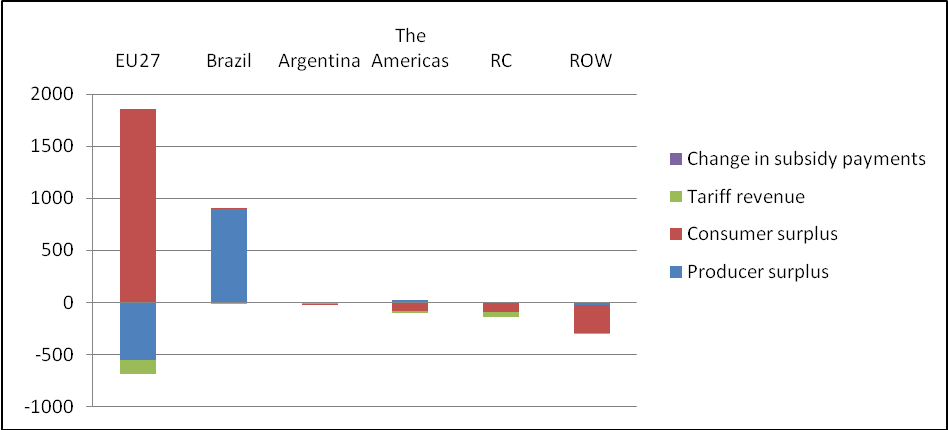 The
EU27 Brazil Argentina Americas RC ROW
2000
1500
1000
500
0
-500
-1000
Change in subsidy payments
Tariff revenue
Consumer surplus
Producer surplus